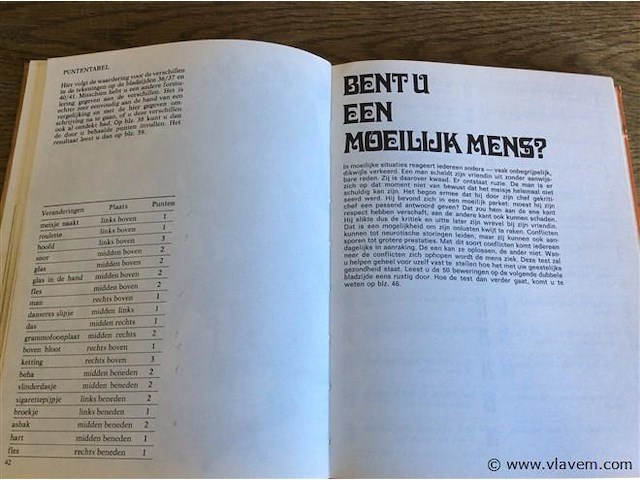 PUNTENTABEL
Hier volgt de waardering voor de verschillen
in de tekeningen op de bladzijden 36/37 en
40/41. Misschien hebt u een andere formu-
lering gegeven aan de verschillen. Het is
echter zeer eenvoudig aan de hand van een
vergelijking en met de hier gegeven om-
schrijving na te gaan, of u deze verschillen
ook al ontdekt had. Op blz. 38 kunt u dan
de door u behaalde punten invullen. Het
resultaat leest u dan op blz. 39.
Veranderingen Plaats Punten
meisje naakt links boven 1
roulette links boven 1
hoofd links boven 3
snor midden boven 2
glas midden boven 2
glas in de hand midden boven 2
fles midden boven 2
man rechts boven 1
danseres slipje midden links 1
das midden rechts 1
grammofooplaat midden rechts 2
boven bloot rechts boven 1
ketting rechts boven 3
beha midden beneden 2
vlinderdasje midden beneden 2
sigarettepijpje links beneden 2
broekje links beneden 1
asbak midden beneden 2
hart midden beneden 1
fles rechts beneden 1
42
BENT U
EEN
MOEILIJK MENS?
In moeilijke situaties reageert iedereen anders — vaak onbegrijpelijk,
dikwijls verkeerd. Een man scheldt zijn vriendin uit zonder aanwijs-
bare reden. Zij is daarover kwaad. Er ontstaat ruzie. De man is er
zich op dat moment niet van bewust dat het meisje helemaal niet
schuldig kan zijn. Het begon ermee dat hij door zijn chef gekriti-
seerd werd. Hij bevond zich in een moeilijk parket: moest hij zijn
chef een passend antwoord geven? Dat zou hem aan de ene kant
respect hebben verschaft, aan de andere kant ook kunnen schaden.
Hij slikte dus de kritiek en uitte later zijn wrevel bij zijn vriendin.
Dat is een mogelijkheid om zijn onlusten kwijt te raken. Conflicten
kunnen tot neurotische storingen leiden, maar zij kunnen ook aan-
sporen tot grotere prestaties. Met dit soort conflicten komt iedereen
dagelijks in aanraking. De een kan ze oplossen, de ander niet. Wan-
neer de conflicten zich ophopen wordt de mens ziek. Deze test zal
u helpen geheel voor uzelf vast te stellen hoe het met uw geestelijke
gezondheid staat. Leest u de 50 beweringen op de volgende dubbele
bladzijde eens rustig door. Hoe de test dan verder gaat, komt u te
weten op blz. 46.
© www.vlavem.com